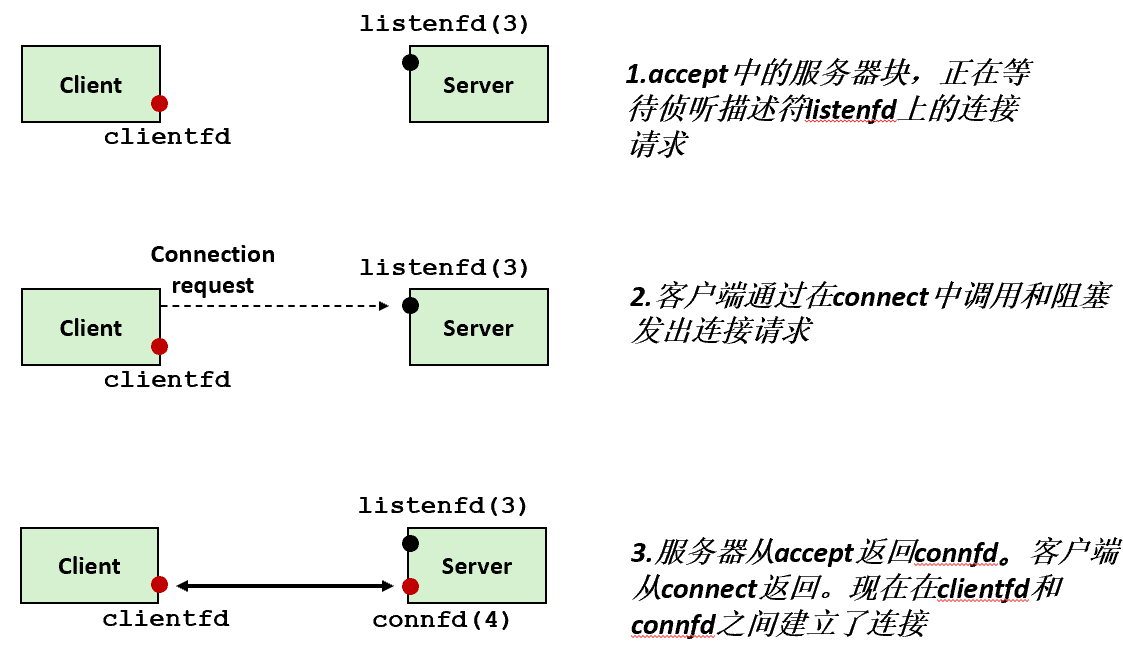 listenfd(3)
Client
Server
clientfd
1.accept中的服务器块，正在等
待侦听描述符listenfd上的连接
请求
Connection
request
listenfd(3)
Client
Server
clientfd
2.客户端通过在connect中调用和阻塞
发出连接请求
listenfd(3)
Client
Server
clientfd
connfd(4)
3.服务器从accept返回connfd。客户端
从connect返回。现在在clientfd和
connfd之间建立了连接